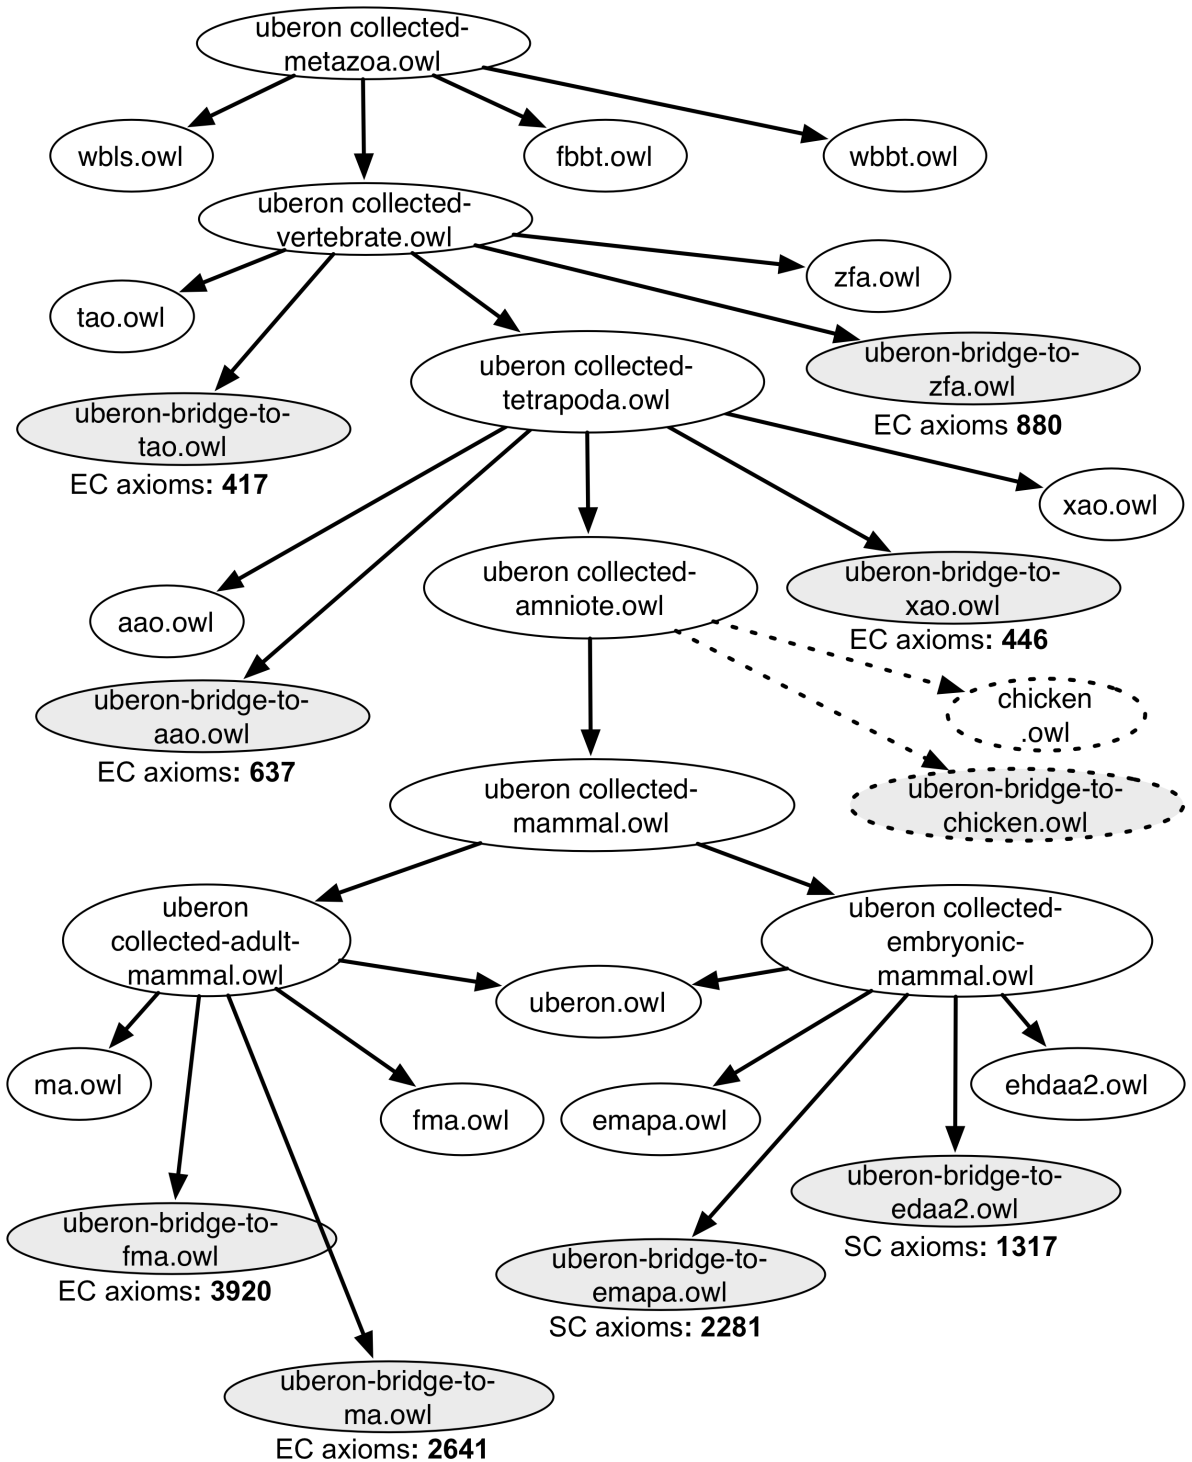 uberon collected-
metazoa.owl
wbls.owl
fbbt.owl
wbbt.owl
uberon collected-
vertebrate.owl
zfa.owl
tao.owl
uberon-bridge-to-
zfa.owl
EC axioms 880
uberon collected-
tetrapoda.owl
uberon-bridge-to-
tao.owl
EC axioms: 417
xao.owl
uberon collected-
amniote.owl
uberon-bridge-to-
xao.owl
EC axioms: 446
aao.owl
uberon-bridge-to-
aao.owl
EC axioms: 637
chicken
.owl
uberon-bridge-to-
chicken.owl
uberon collected-
mammal.owl
uberon
collected-adult-
mammal.owl
uberon collected-
embryonic-
mammal.owl
uberon.owl
ma.owl
fma.owl
emapa.owl
ehdaa2.owl
uberon-bridge-to-
edaa2.owl
SC axioms: 1317
uberon-bridge-to-
fma.owl
EC axioms: 3920
uberon-bridge-to-
emapa.owl
SC axioms: 2281
uberon-bridge-to-
ma.owl
EC axioms: 2641